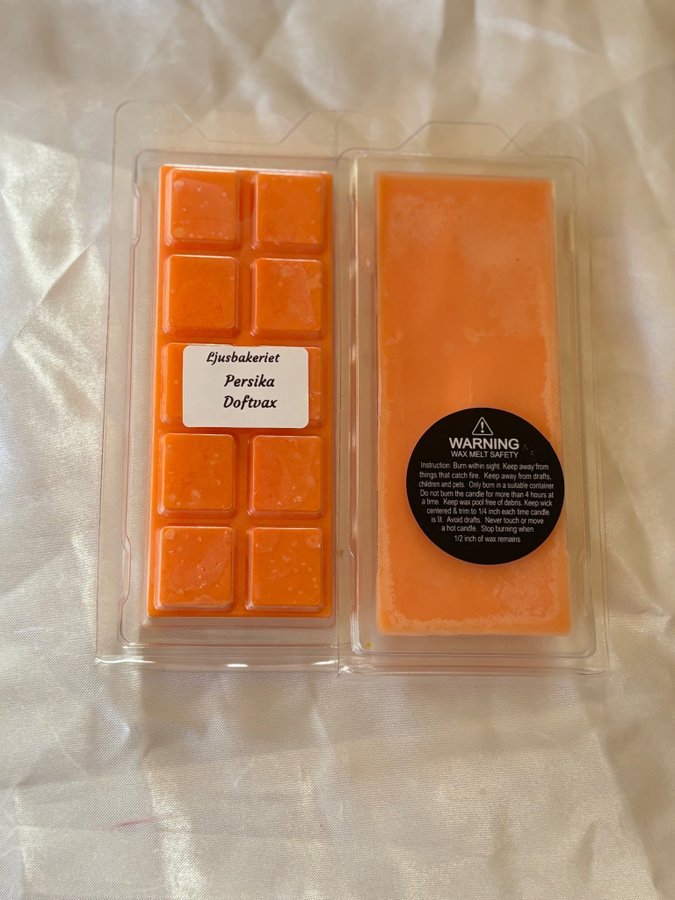 Ljusbakeriet
Persika
Doftvax
WARNING
WAX MELT SAFETY
Instruction: Burn within sight. Keep away from
things that catch fire. Keep away from drafts,
children and pets. Only burn in a suitable container.
Do not burn the candle for more than 4 hours at
a time. Keep wax pool free of debris. Keep wick
centered & trim to 1/4 inch each time candle
is lit. Avoid drafts. Never touch or move
a hot candle. Stop burning when
1/2 inch of wax remains